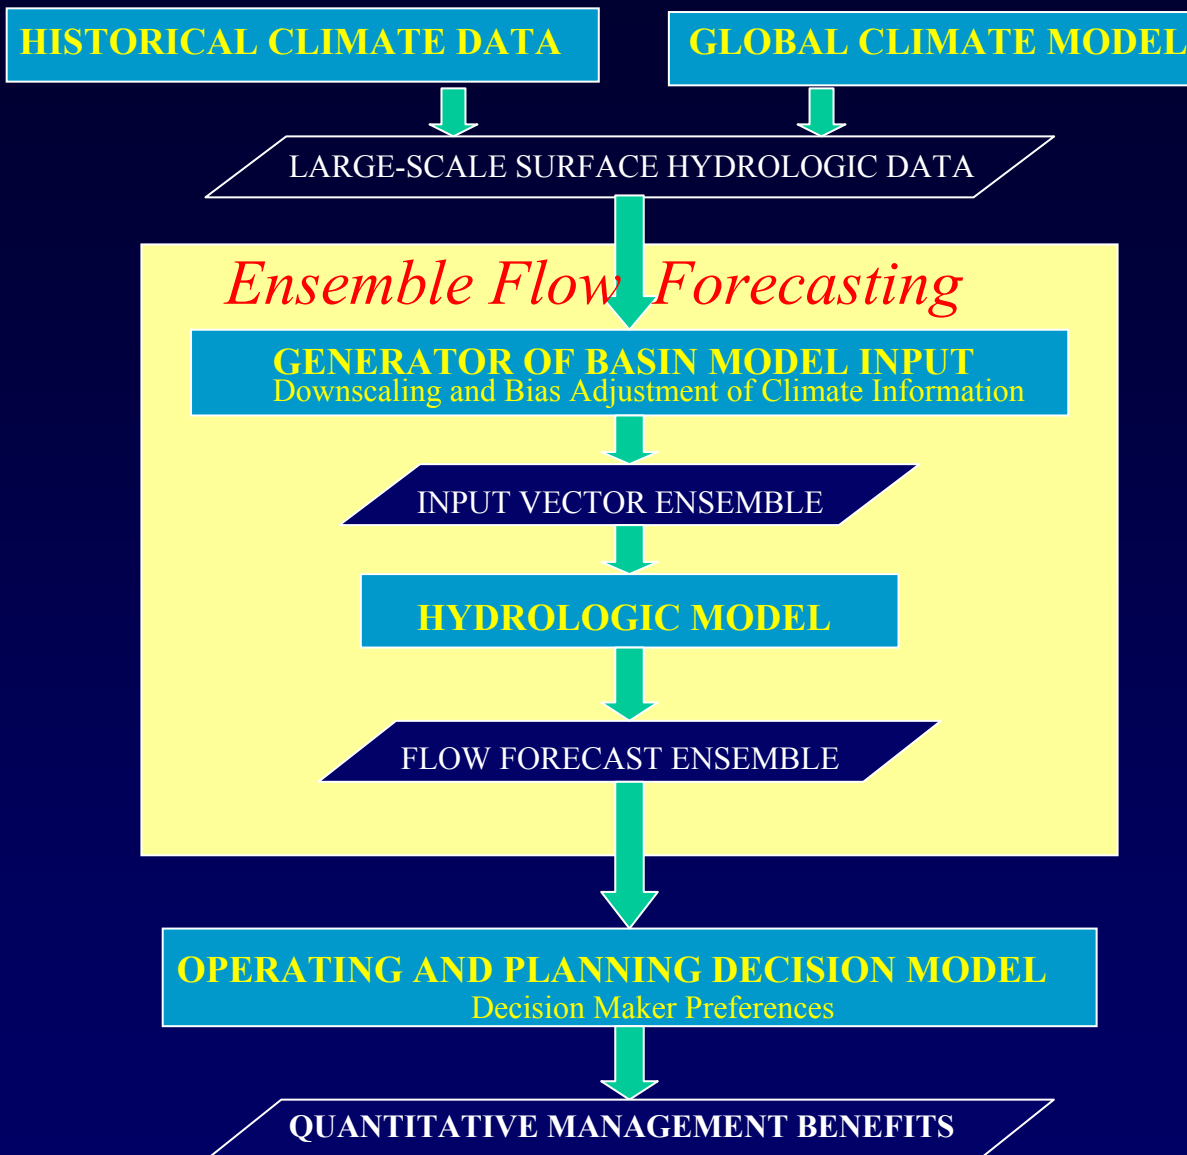 HISTORICAL CLIMATE DATA
GLOBAL CLIMATE MODEL
LARGE-SCALE SURFACE HYDROLOGIC DATA
Ensemble Flow Forecasting
GENERATOR OF BASIN MODEL INPUT
Downscaling and Bias Adjustment of Climate Information
INPUT VECTOR ENSEMBLE
HYDROLOGIC MODEL
FLOW FORECAST ENSEMBLE
OPERATING AND PLANNING DECISION MODEL
Decision Maker Preferences
QUANTITATIVE MANAGEMENT BENEFITS